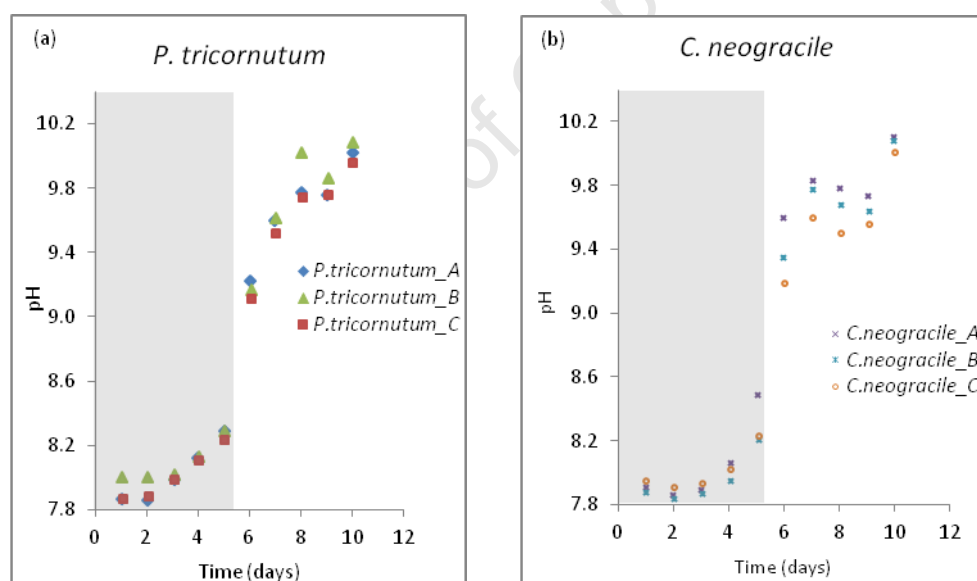 of
(a)
P. tricornutum
10.2
9.8
9.4
9.0
8.6
8.2
7.8
pH
0 2 4 6 8 10 12
Time (days)
P.tricornutum_A
P.tricornutum_B
P.tricornutum_C
(b)
C. neogracile
10.2
9.8
9.4
9.0
8.6
8.2
7.8
pH
0 2 4 6 8 10 12
Time (days)
C.neogracile_A
C.neogracile_B
C.neogracile_C